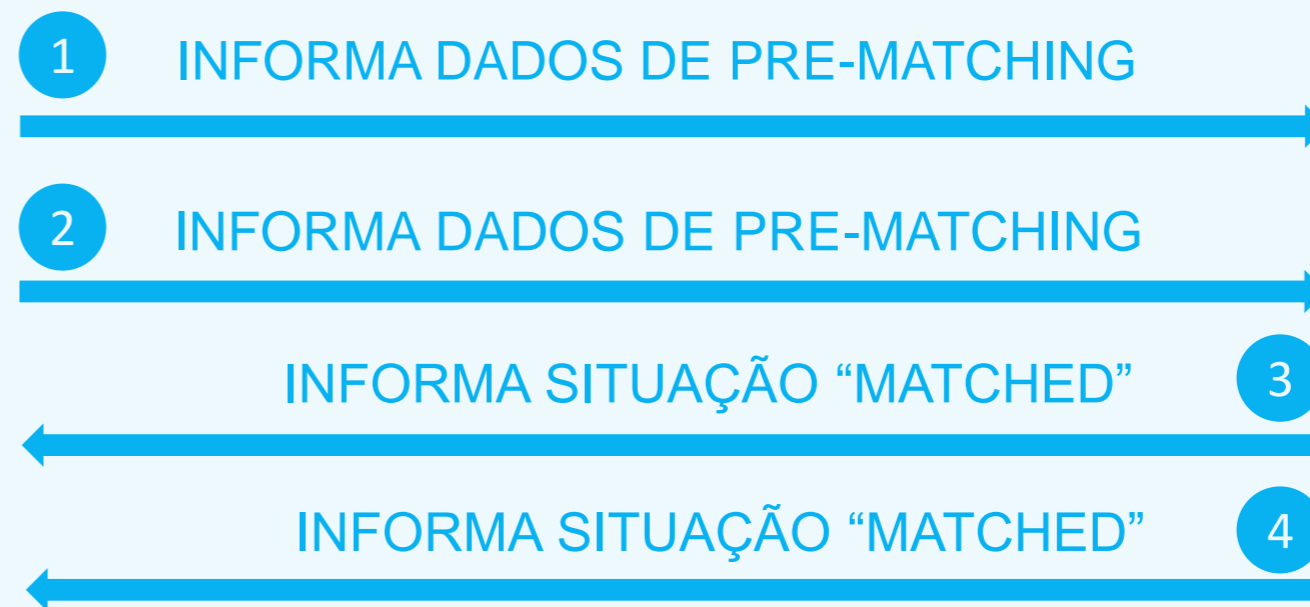 1 INFORMA DADOS DE PRE-MATCHING
2 INFORMA DADOS DE PRE-MATCHING
INFORMA SITUAÇÃO “MATCHED” 3
INFORMA SITUAÇÃO “MATCHED” 4